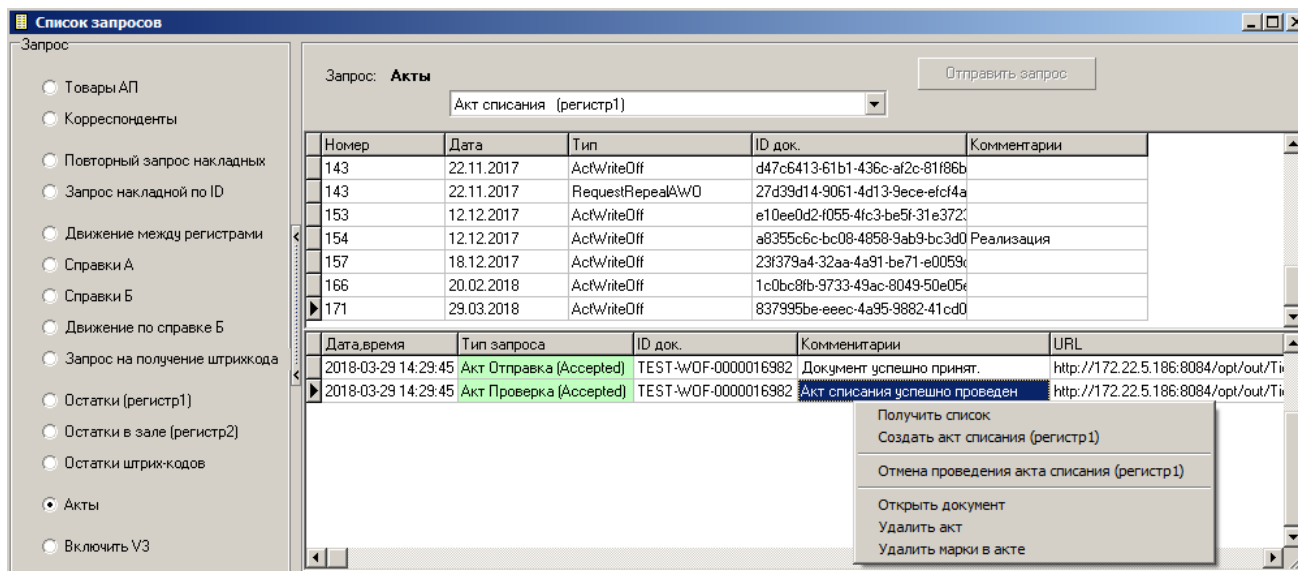 Список запросов
Запрос
Товары АП
Корреспонденты
Повторный запрос накладных
Запрос накладной по ID
Движение между регистрами
Справки А
Справки Б
Движение по справке Б
Запрос на получение штрихкода
Остатки (регистр1)
Остатки в зале (регистр2)
Остатки штрих-кодов
Акты
Включить V3
Запрос: Акты
Отправить запрос
Акт списания (регистр1)
Номер Дата Тип ID док. Комментарии
143 22.11.2017 ActWriteOff d47c6413-61b1-436c-af2c-81f86b
143 22.11.2017 RequestRepealAWO 27d39d14-9061-4d13-9ece-efcf4a
153 12.12.2017 ActWriteOff e10ee0d2-f055-4fc3-be5f-31e372
154 12.12.2017 ActWriteOff a8355c6c-bc08-4858-9ab9-bc3d0 Реализация
157 18.12.2017 ActWriteOff 23f379a4-32aa-4a91-be71-e0059
166 20.02.2018 ActWriteOff 1c0bc8fb-9733-49ac-8049-50e05
171 29.03.2018 ActWriteOff 837995be-eeec-4a95-9882-41cd0
Дата,время Тип запроса ID док. Комменитарии URL
2018-03-29 14:29:45 Акт Отправка (Accepted) TEST-WOF-0000016982 Документ успешно принят. http://172.22.5.186:8084/opt/out/Ti
2018-03-29 14:29:45 Акт Проверка (Accepted) TEST-WOF-0000016982 Акт списания успешно проведен http://172.22.5.186:8084/opt/out/Ti
Получить список
Создать акт списания (регистр1)
Отмена проведения акта списания (регистр1)
Открыть документ
Удалить акт
Удалить марки в акте